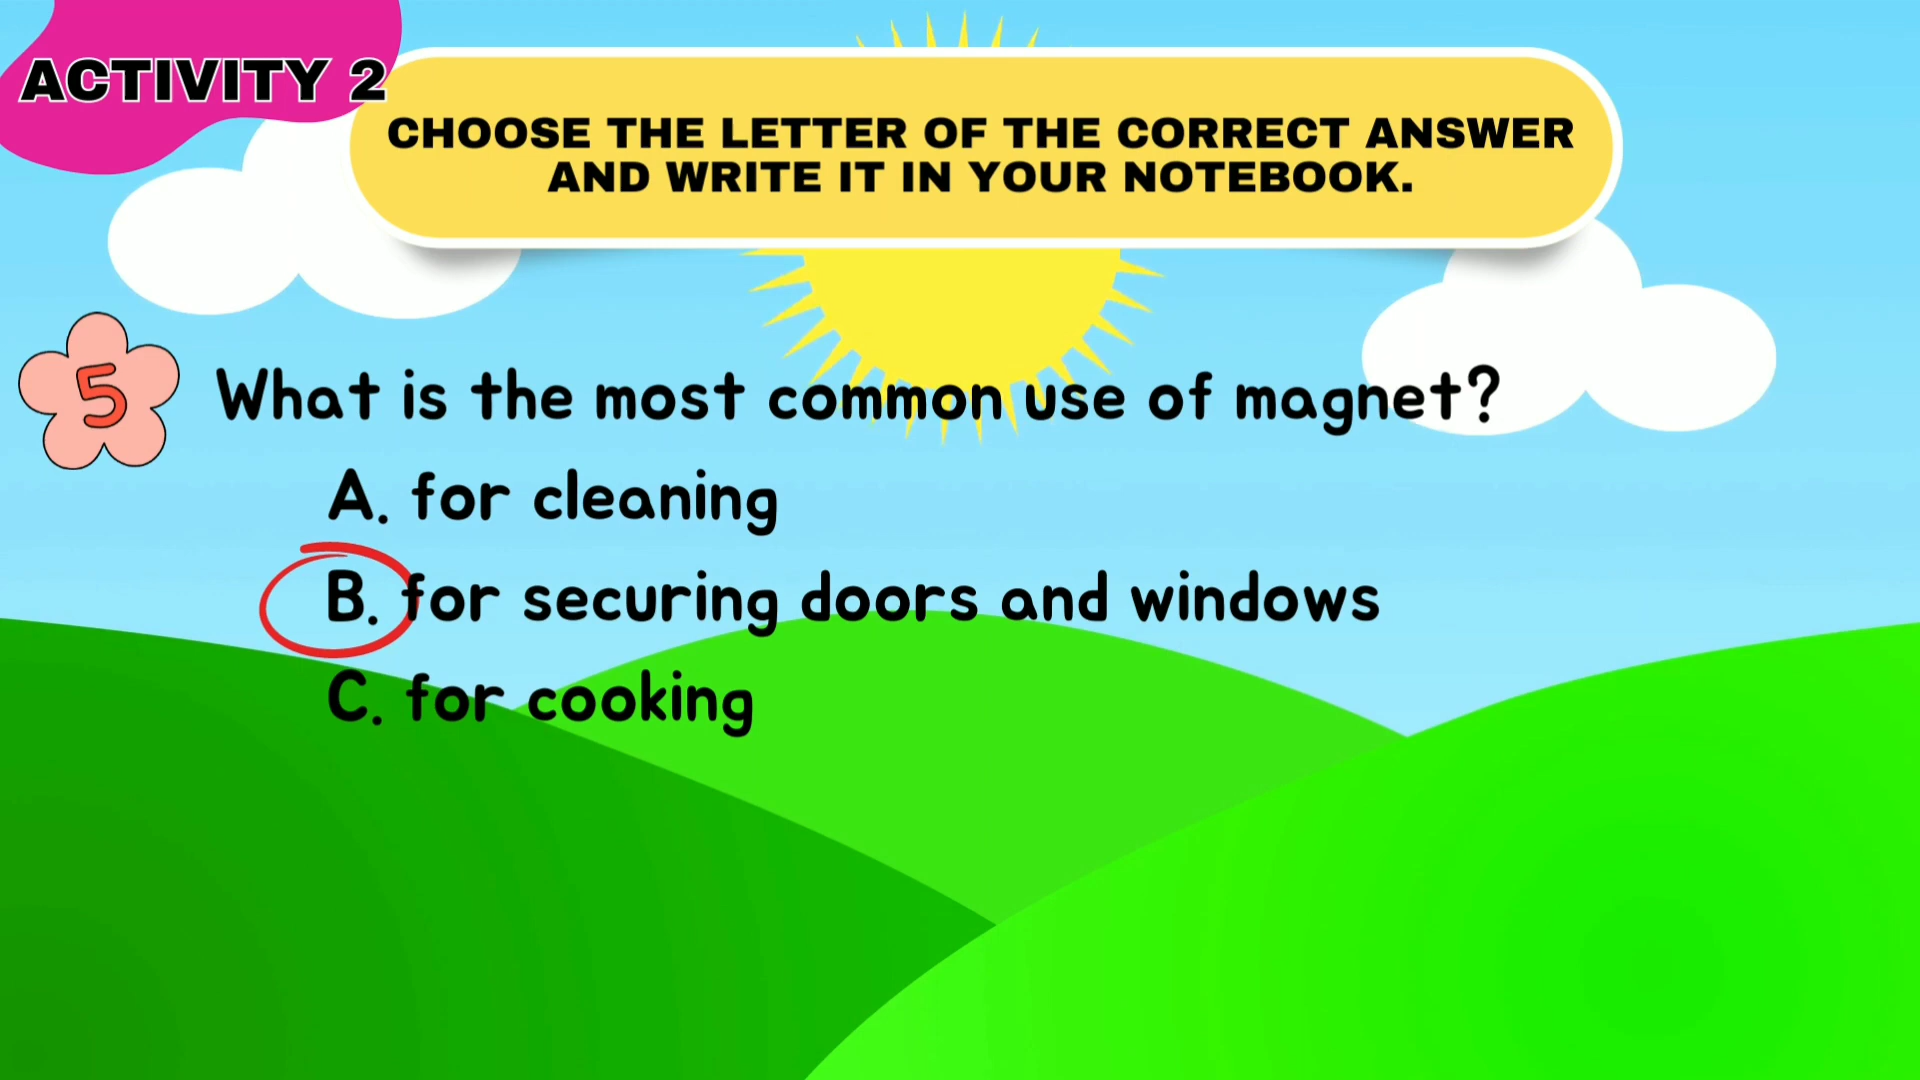 ACTIVITY 2
CHOOSE THE LETTER OF THE CORRECT ANSWER
AND WRITE IT IN YOUR NOTEBOOK.
5 What is the most common use of magnet?
A. for cleaning
B. for securing doors and windows
C. for cooking